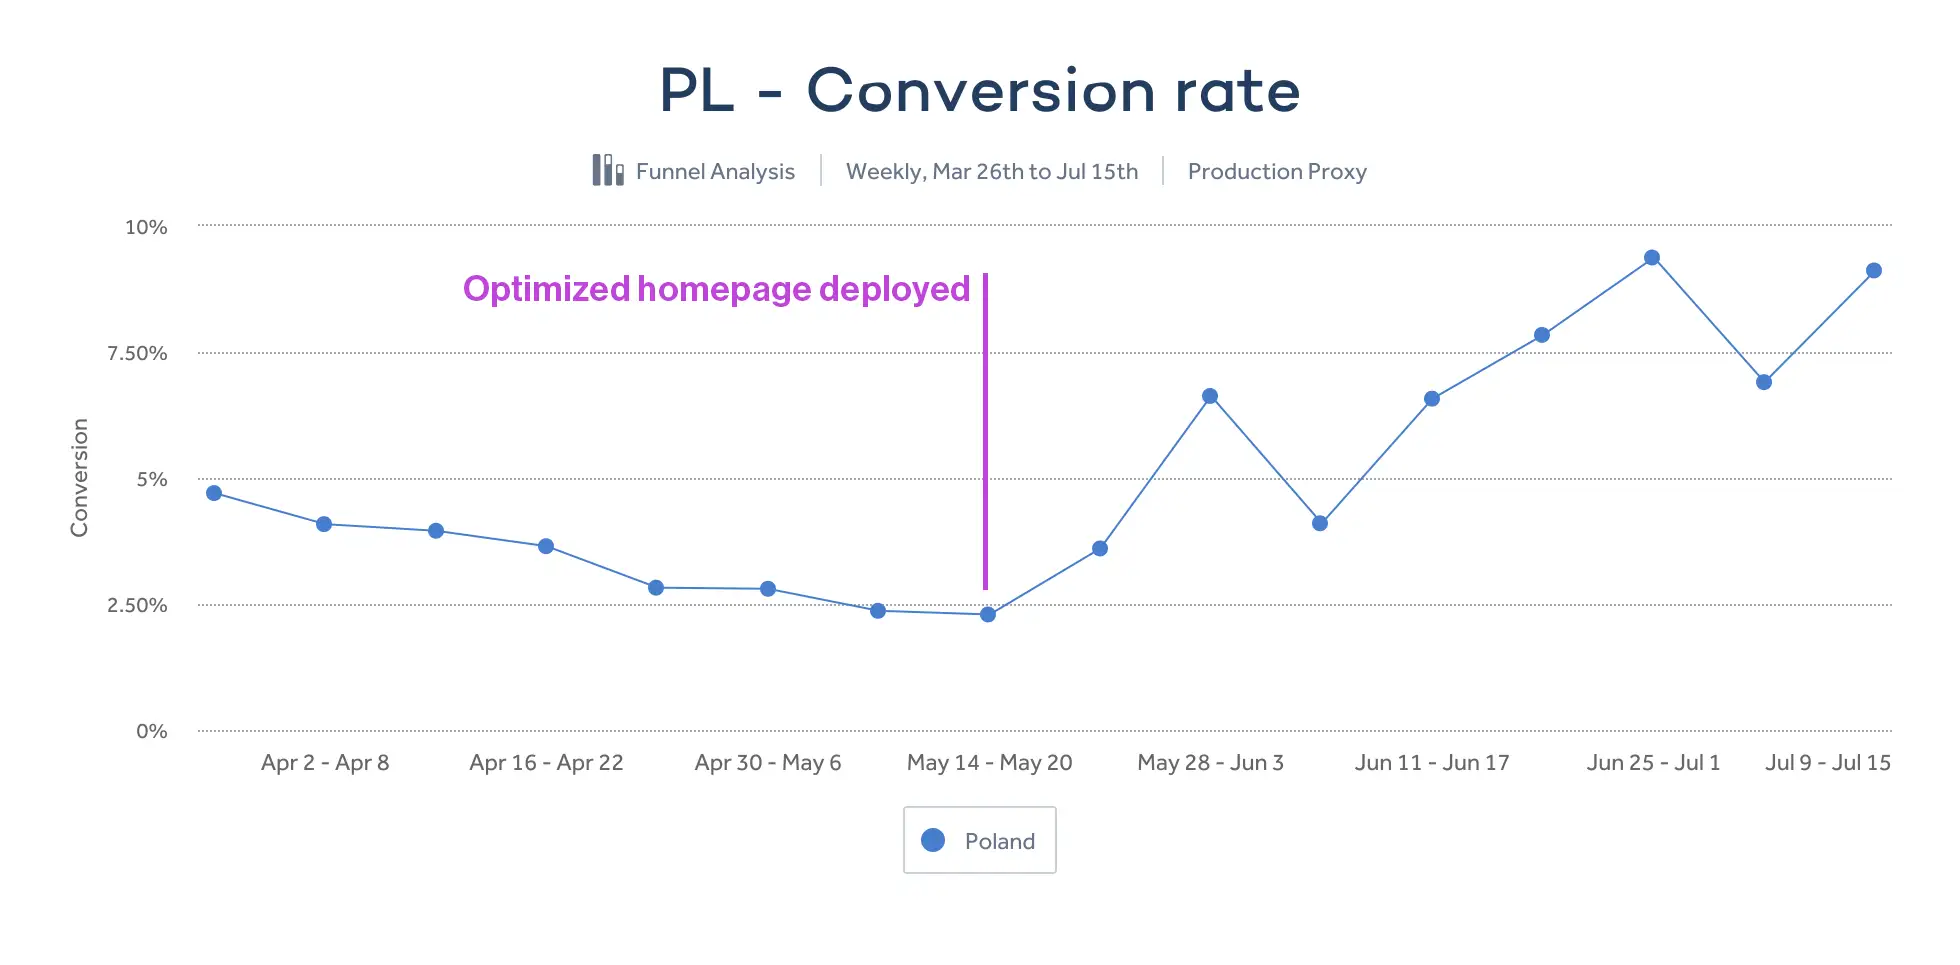 PL - Conversion rate
Funnel Analysis Weekly, Mar 26th to Jul 15th Production Proxy
10%
Optimized homepage deployed
7.50%
Conversion
5%
2.50%
0%
Apr 2 - Apr 8 Apr 16 - Apr 22 Apr 30 - May 6 May 14 - May 20 May 28 - Jun 3 Jun 11 - Jun 17 Jun 25 - Jul 1 Jul 9 - Jul 15
Poland